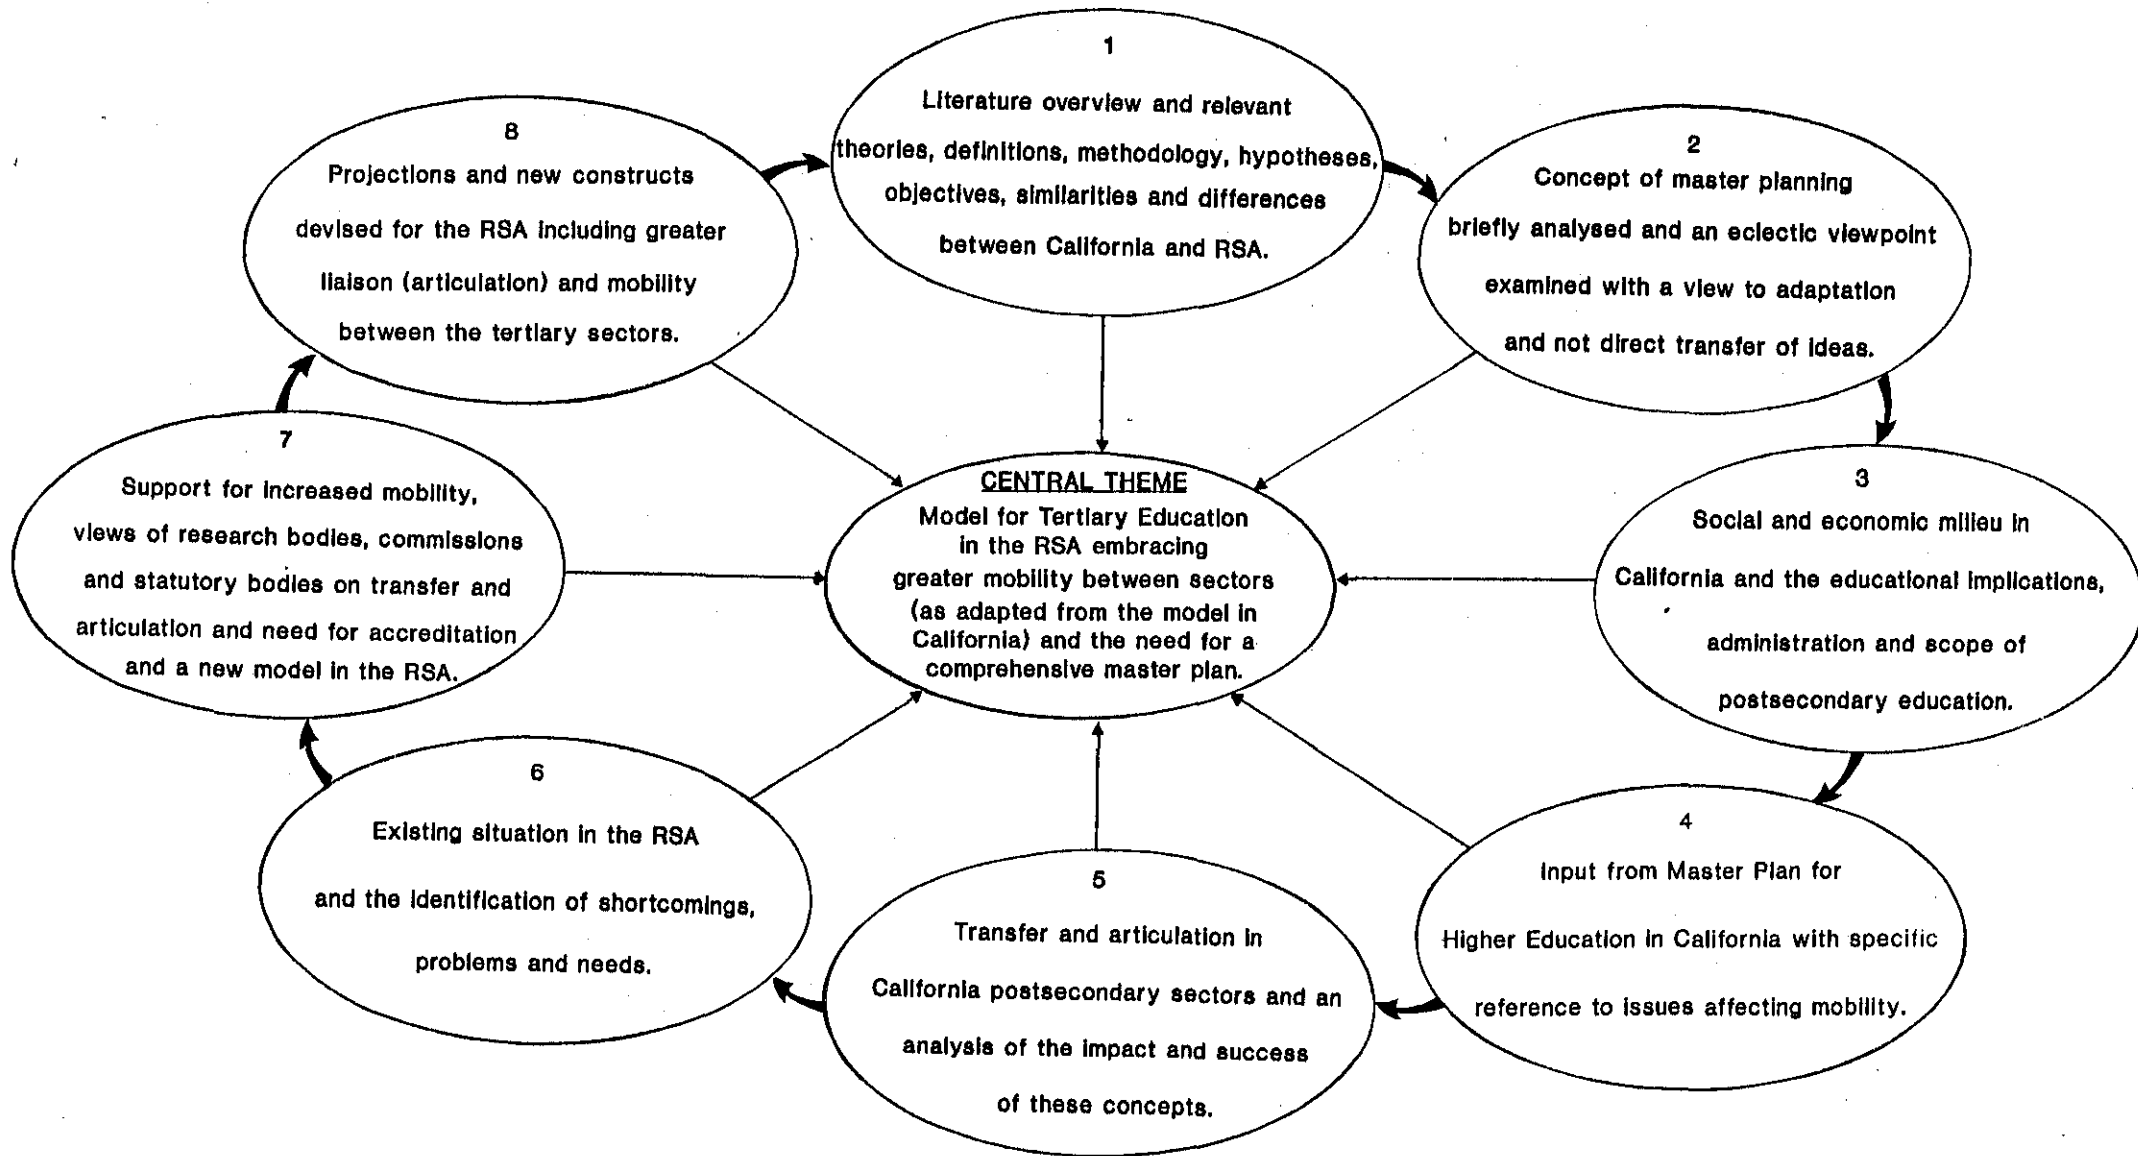 1
Literature overview and relevant
theories, definitions, methodology, hypotheses,
objectives, similarities and differences
between California and RSA.
2
Concept of master planning
briefly analysed and an eclectic viewpoint
examined with a view to adaptation
and not direct transfer of ideas.
3
Social and economic milieu in
California and the educational implications,
administration and scope of
postsecondary education.
4
Input from Master Plan for
Higher Education in California with specific
reference to issues affecting mobility.
5
Transfer and articulation in
California postsecondary sectors and an
analysis of the impact and success
of these concepts.
6
Existing situation in the RSA
and the identification of shortcomings,
problems and needs.
7
Support for increased mobility,
views of research bodies, commissions
and statutory bodies on transfer and
articulation and need for accreditation
and a new model in the RSA.
8
Projections and new constructs
devised for the RSA including greater
liaison (articulation) and mobility
between the tertiary sectors.
CENTRAL THEME
Model for Tertiary Education
in the RSA embracing
greater mobility between sectors
(as adapted from the model in
California) and the need for a
comprehensive master plan.